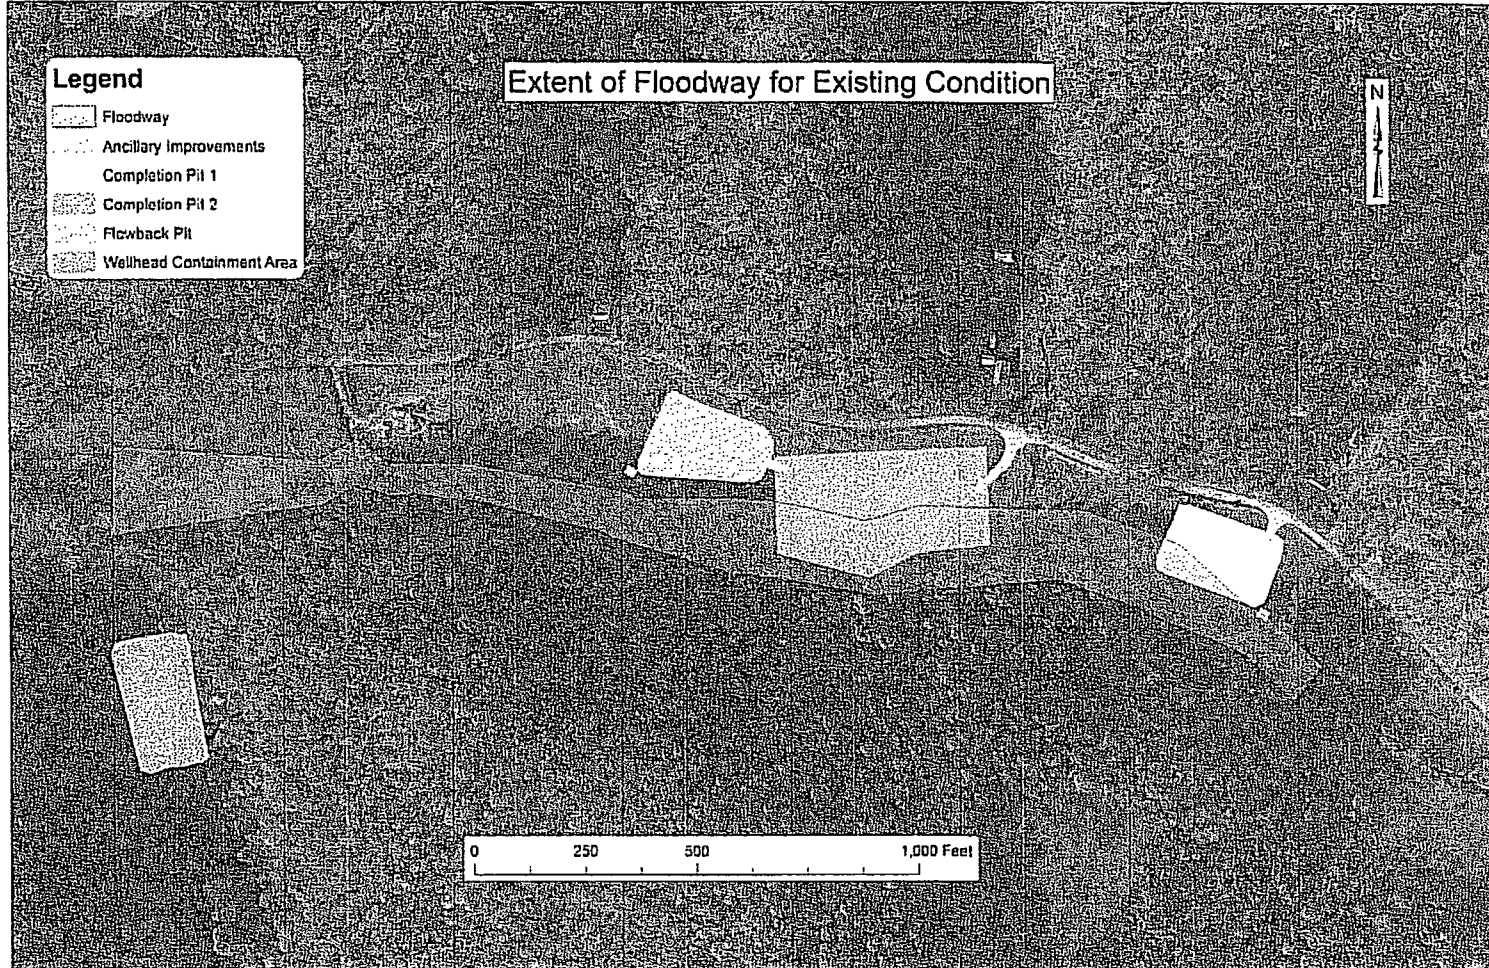 Legend
Floodway
Ancillary Improvements
Completion Pit 1
Completion Pit 2
Flowback Pit
Wellhead Containment Area
Extent of Floodway for Existing Condition
N
0 250 500 1,000 Feet